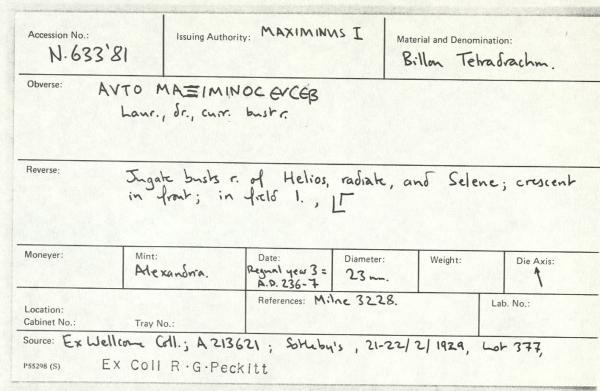 Accession No.:
N.633'81
Issuing Authority: MAXIMINUS I
Material and Denomination:
Billon Tetradrachm.
Obverse: AVTO MAΞIMINOC ЄVCЄB
Laur., dr., cuir. bust r.
Reverse: Jugate busts r. of Helios, radiate, and Selene; crescent
in front; in field l., LΓ
Moneyer:
Mint:
Alexandria.
Date:
Regnal year 3 =
A.D. 236-7
Diameter:
23 mm.
Weight:
Die Axis:
↑
Location:
Cabinet No.:
Tray No.:
References: Milne 3228.
Lab. No.:
Source: Ex Wellcome Coll.; A 213621; Sotheby's, 21-22/2/1929, Lot 377,
P55298 (S)
Ex Coll R.G.Peckitt